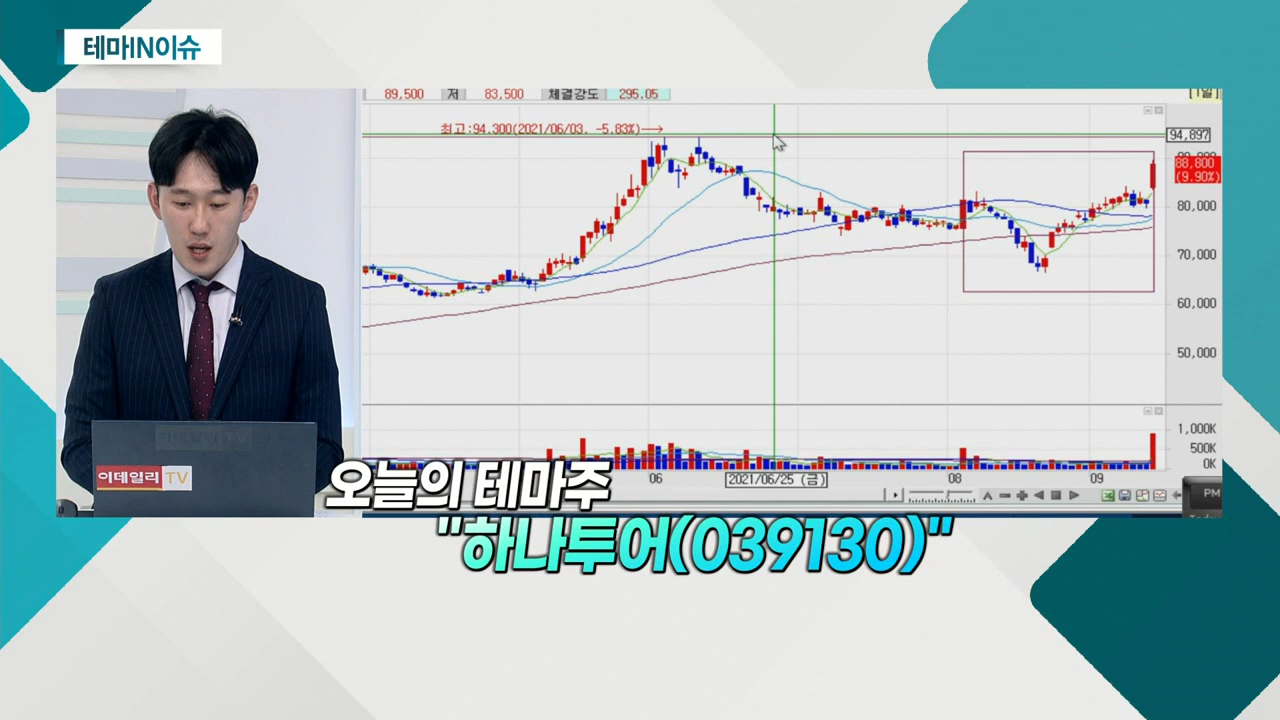 테마IN이슈
89,500 저 83,500 체결강도 295.05 [1일]
최고:94,300(2021/06/03, -5.83%)→
94,897
88,800
(9.90%)
80,000
70,000
60,000
50,000
1,000K
500K
0K
06 2021/06/25 (금) 08 09
PM
이데일리TV
오늘의 테마주
"하나투어(039130)"